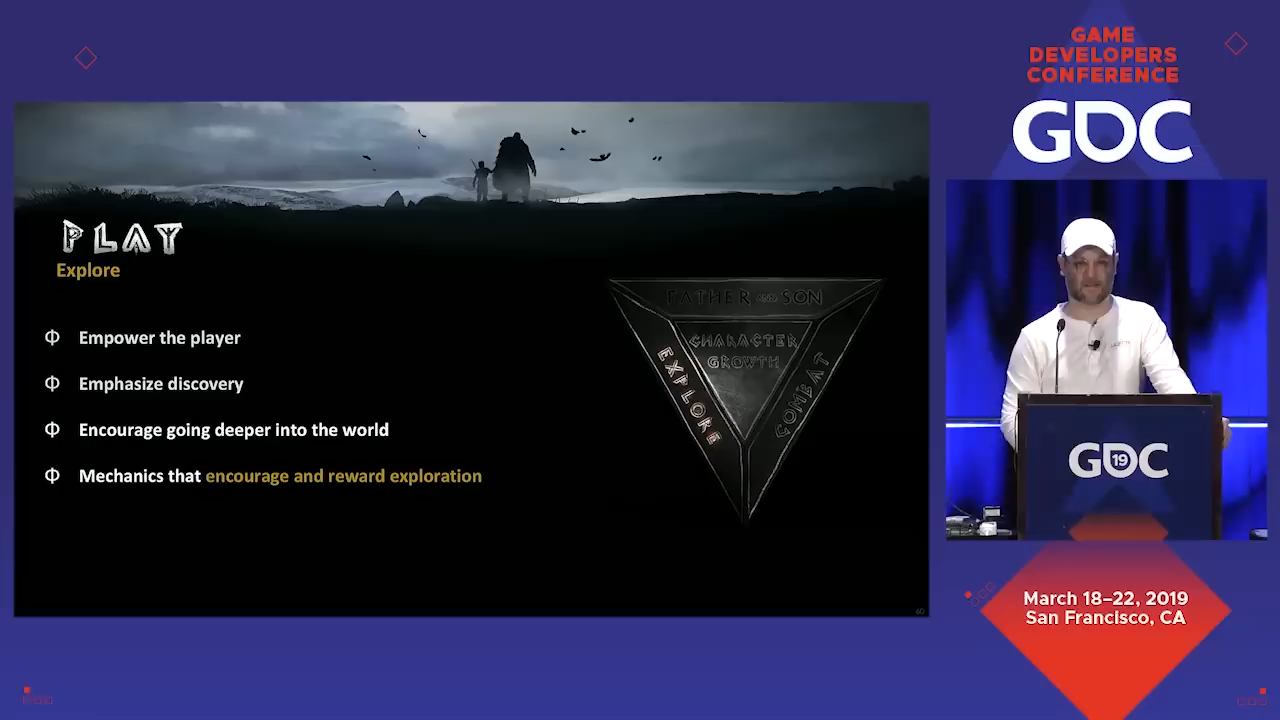 GAME
DEVELOPERS
CONFERENCE
GDC
PLAY
Explore
Φ Empower the player
Φ Emphasize discovery
Φ Encourage going deeper into the world
Φ Mechanics that encourage and reward exploration
FATHER AND SON
CHARACTER
GROWTH
EXPLORE
COMBAT
60
GDC
19
March 18–22, 2019
San Francisco, CA